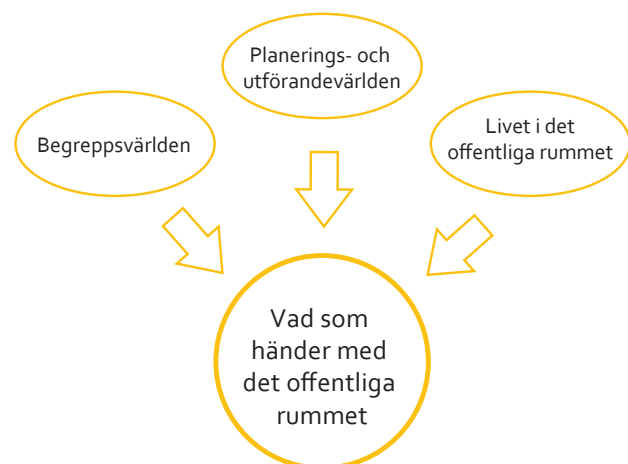 Planerings- och
utförandevärlden
Begreppsvärlden
Livet i det
offentliga rummet
Vad som
händer med
det offentliga
rummet